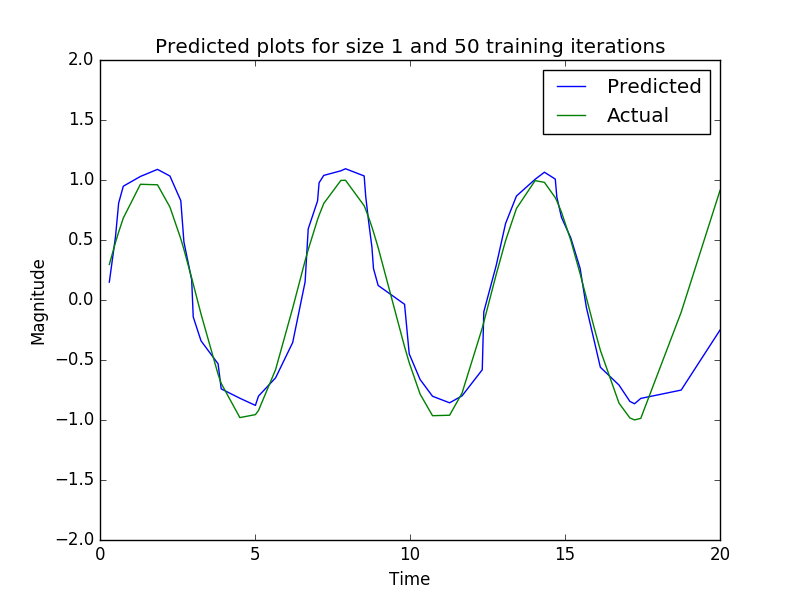 Predicted plots for size 1 and 50 training iterations
2.0
1.5
1.0
0.5
0.0
−0.5
−1.0
−1.5
−2.0
Magnitude
Predicted
Actual
0 5 10 15 20
Time